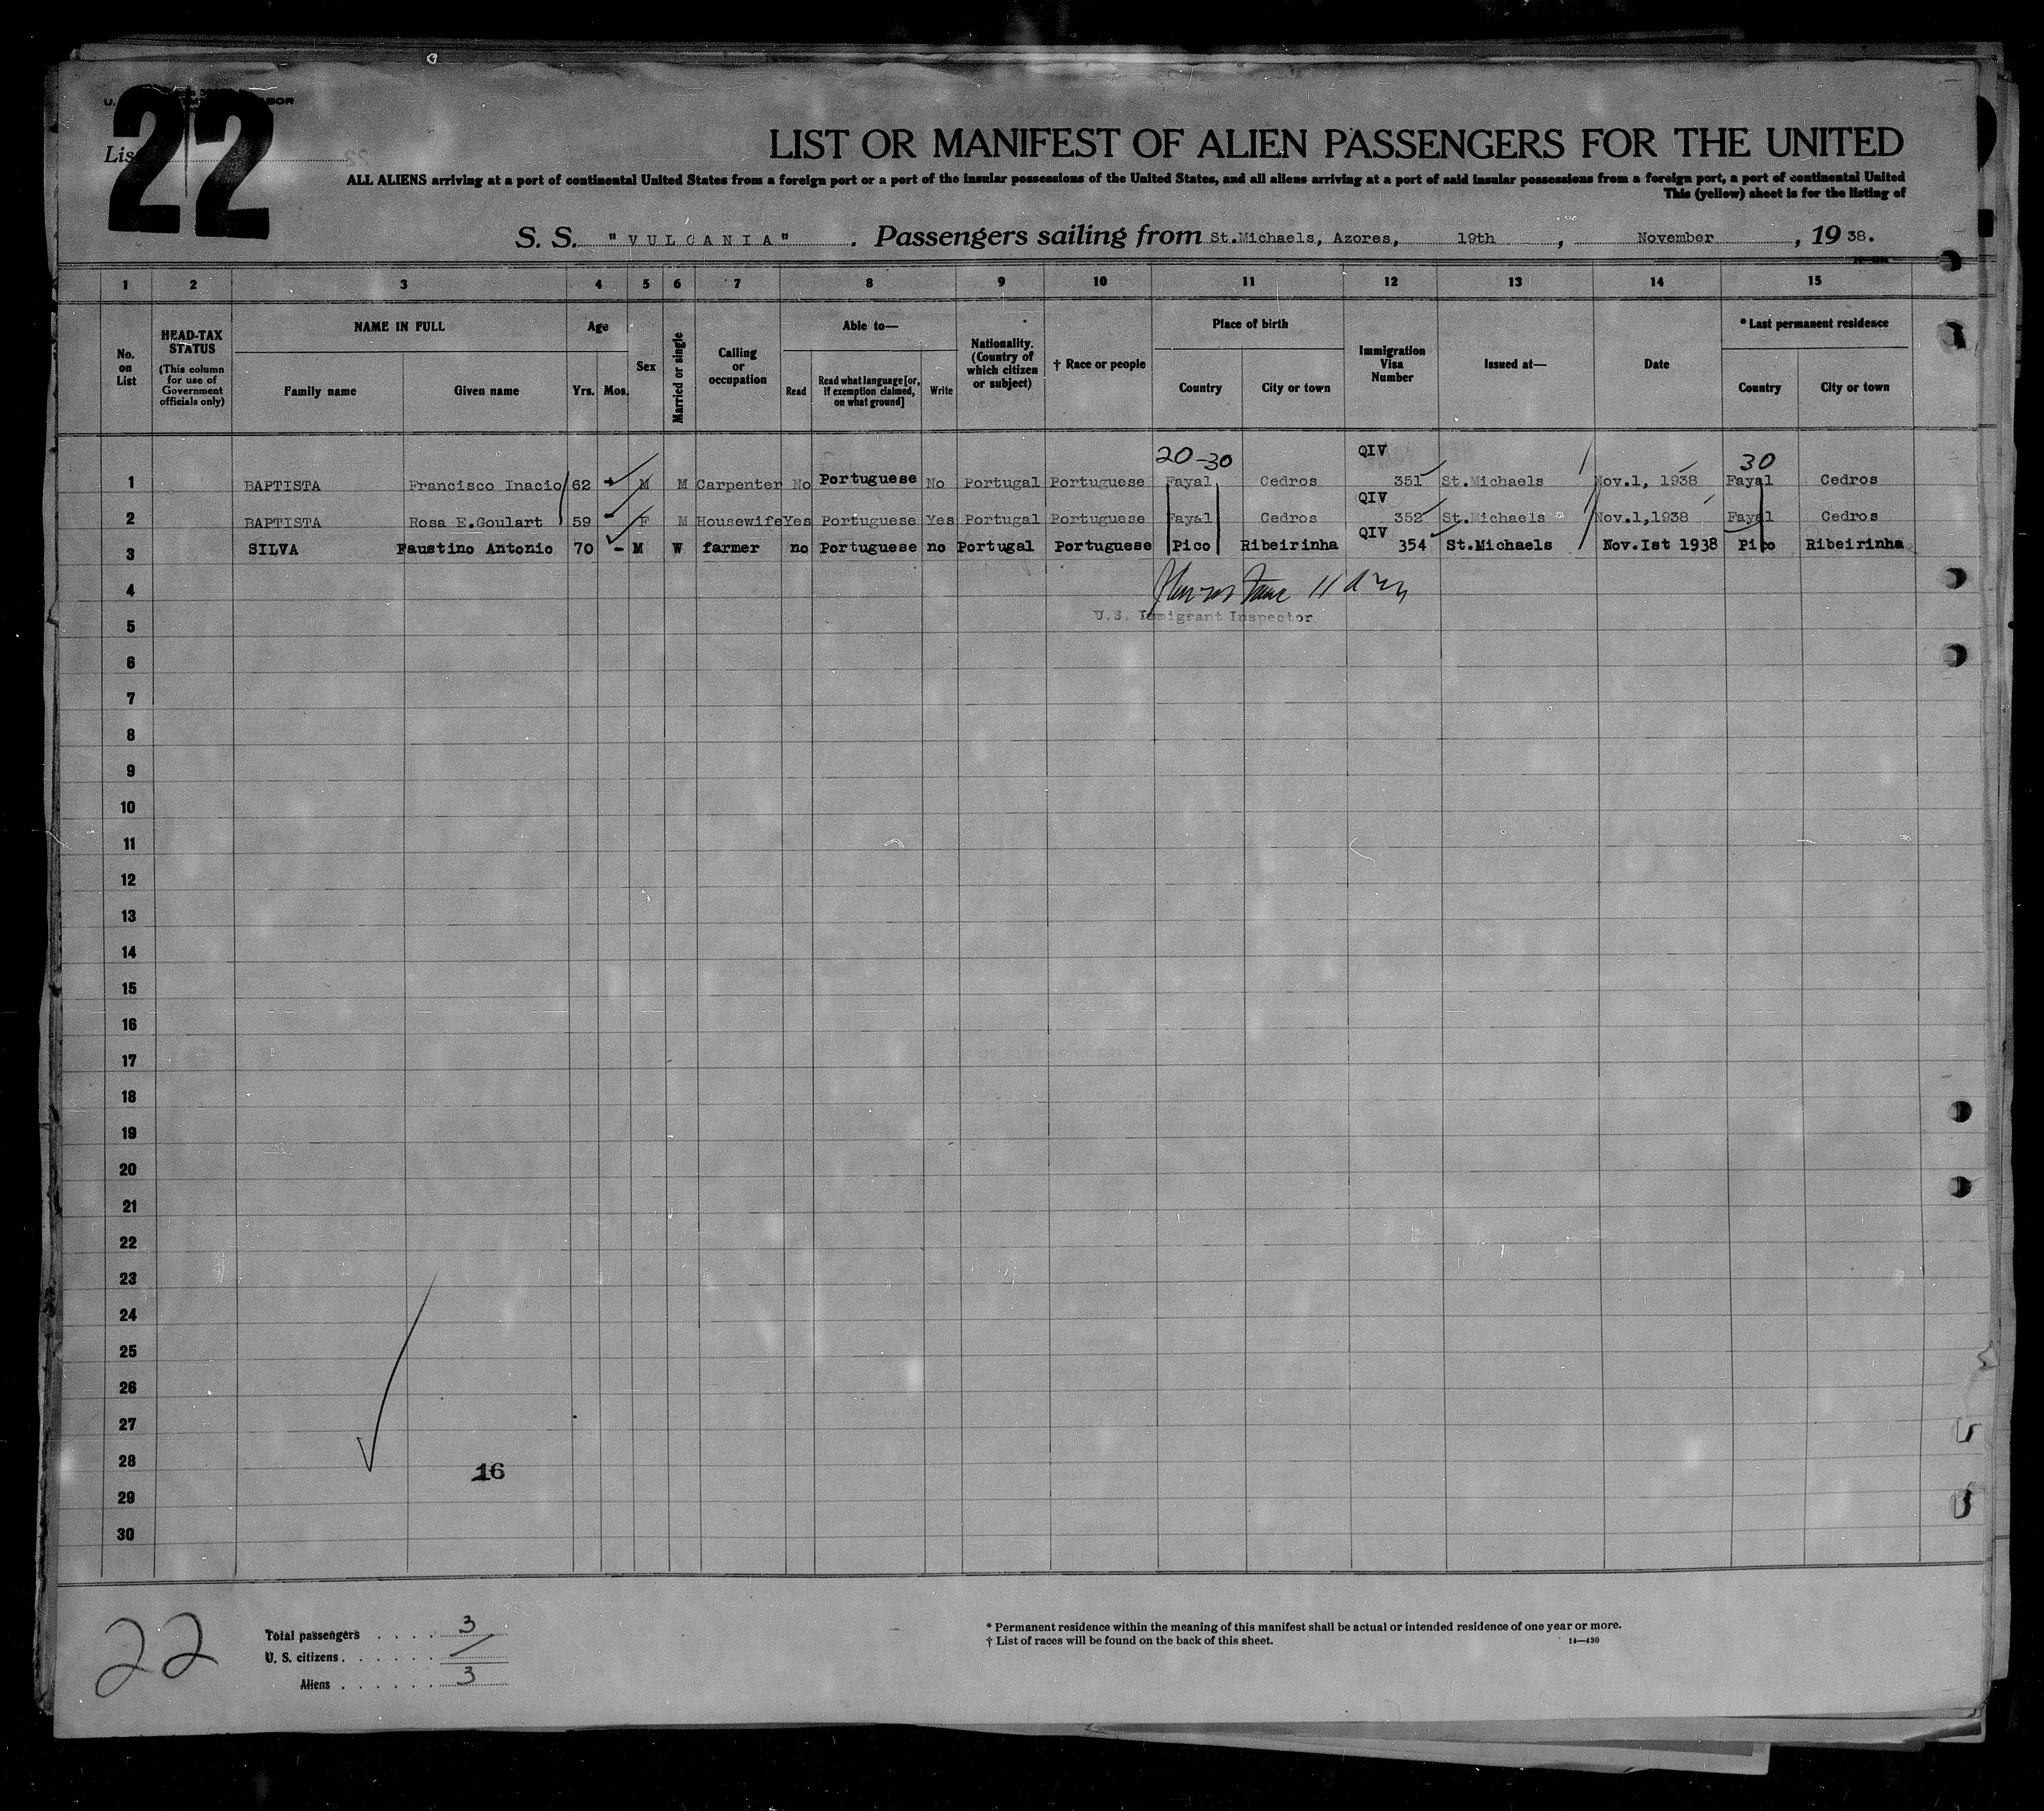 22
List
LIST OR MANIFEST OF ALIEN PASSENGERS FOR THE UNITED
ALL ALIENS arriving at a port of continental United States from a foreign port or a port of the insular possessions of the United States, and all aliens arriving at a port of said insular possessions from a foreign port, a port of continental United
This (yellow) sheet is for the listing of
S. S. "VULCANIA". Passengers sailing from St.Michaels, Azores, 19th, November, 19 38.
1 2 3 4 5 6 7 8 9 10 11 12 13 14 15
No. on List
HEAD-TAX STATUS (This column for use of Government officials only)
NAME IN FULL
Family name Given name
Age
Yrs. Mos.
Sex
Married or single
Calling or occupation
Able to—
Read Read what language [or, if exemption claimed, on what ground] Write
Nationality. (Country of which citizen or subject)
† Race or people
Place of birth
Country City or town
Immigration Visa Number
Issued at—
Date
* Last permanent residence
Country City or town
20-30 QIV 30
1 BAPTISTA Francisco Inacio 62 M M Carpenter No Portuguese No Portugal Portuguese Fayal Cedros 351 St.Michaels Nov.1, 1938 Fayal Cedros
QIV
2 BAPTISTA Rosa E.Goulart 59 F M Housewife Yes Portuguese Yes Portugal Portuguese Fayal Cedros 352 St.Michaels Nov.1,1938 Fayal Cedros
QIV
3 SILVA Faustino Antonio 70 - M W farmer no Portuguese no Portugal Portuguese Pico Ribeirinha 354 St.Michaels Nov.Ist 1938 Pico Ribeirinha
4
5 U.S. Immigrant Inspector
6
7
8
9
10
11
12
13
14
15
16
17
18
19
20
21
22
23
24
25
26
27
28
16
29
30
22
Total passengers . . . . 3
U. S. citizens . . . . . . /
Aliens . . . . . . 3
* Permanent residence within the meaning of this manifest shall be actual or intended residence of one year or more.
† List of races will be found on the back of this sheet. 14—430